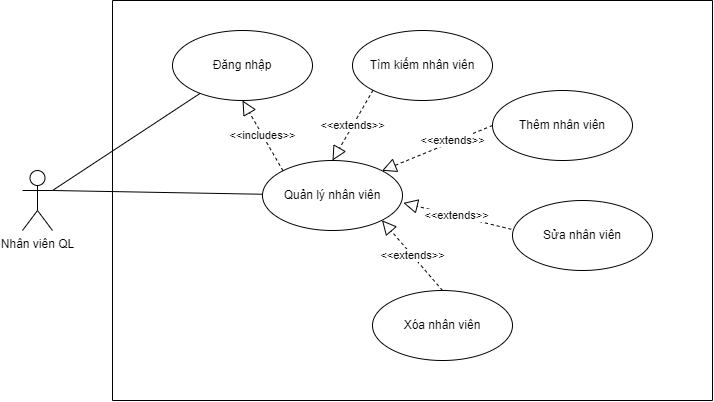 Đăng nhập
Tìm kiếm nhân viên
<<extends>>
Thêm nhân viên
<<includes>>
<<extends>>
Quản lý nhân viên
<<extends>>
Sửa nhân viên
Nhân viên QL
<<extends>>
Xóa nhân viên